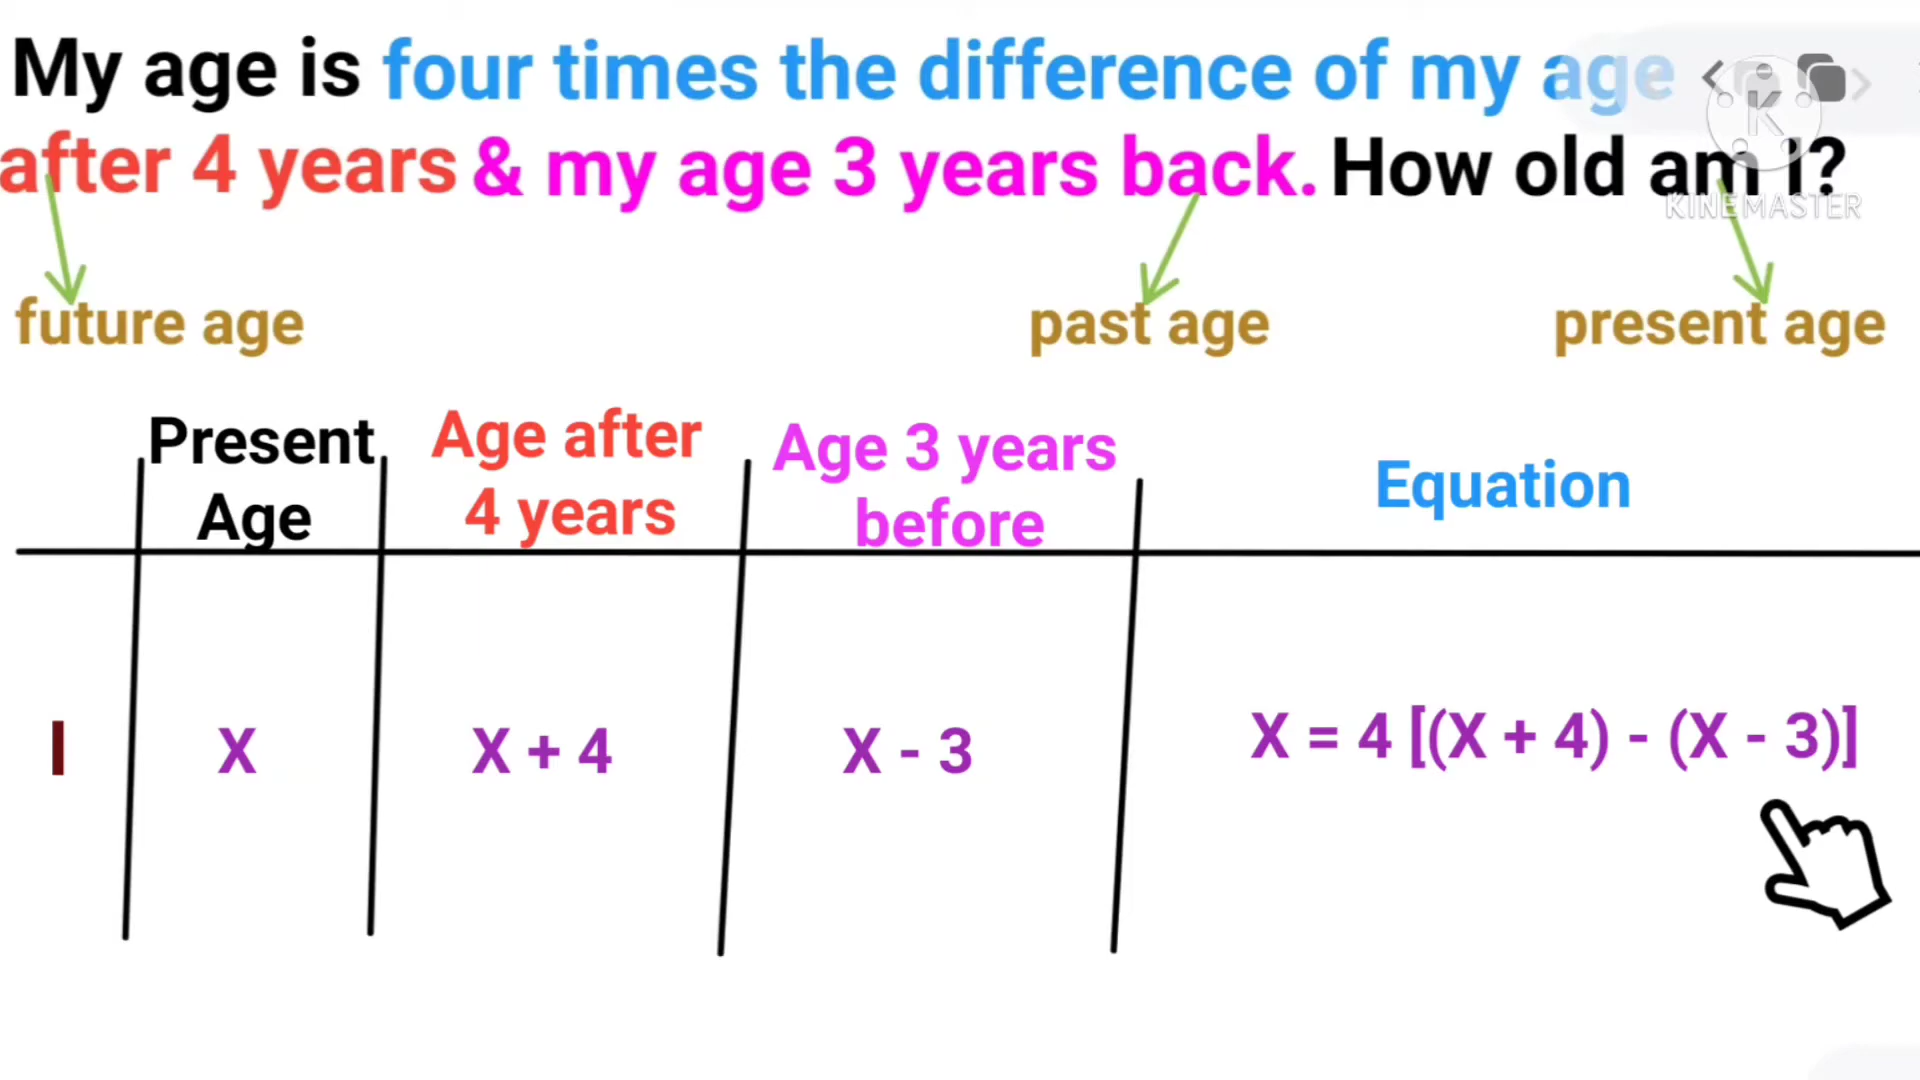 My age is four times the difference of my age
after 4 years & my age 3 years back. How old am I?
KINEMASTER
future age past age present age
Present Age Age after 4 years Age 3 years before Equation
I X X + 4 X - 3 X = 4 [(X + 4) - (X - 3)]